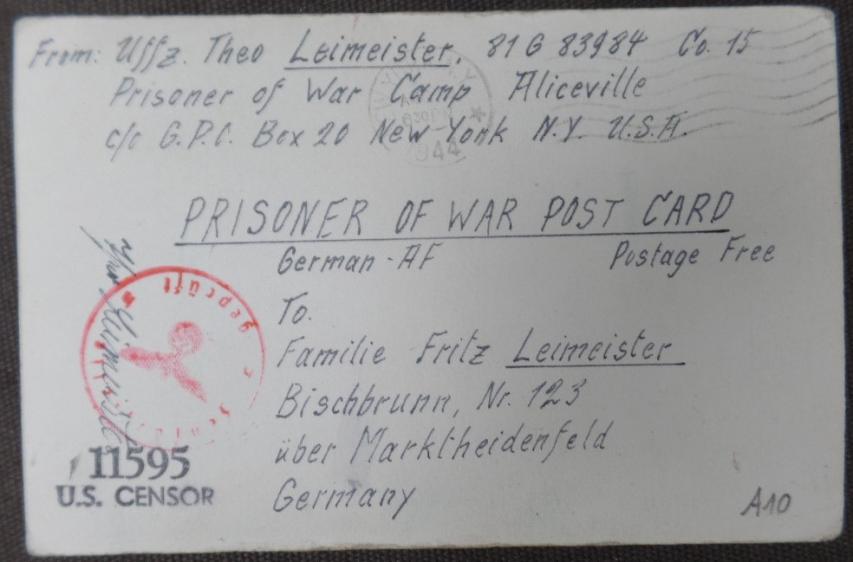 From: Uffz. Theo Leimeister, 81G 83984 Co. 15
Prisoner of War Camp Aliceville
c/o G.P.O. Box 20 New York N.Y. U.S.A.
1944
PRISONER OF WAR POST CARD
German-AF Postage Free
To.
Familie Fritz Leimeister
Bischbrunn, Nr. 123
über Marktheidenfeld
Germany
geprüft
11595
U.S. CENSOR
A10